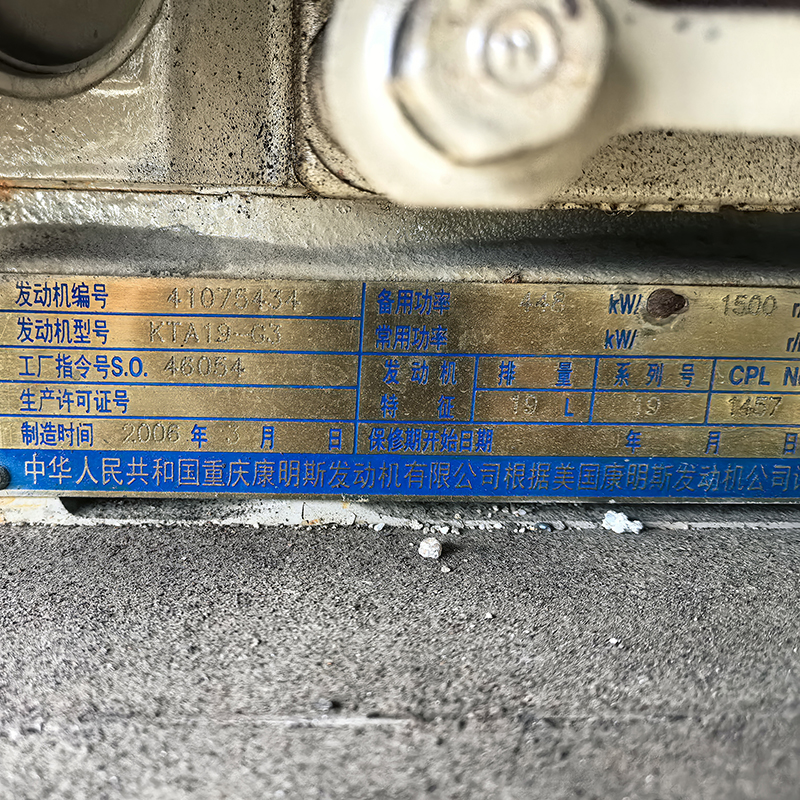 发动机编号 41075434 备用功率 448 kW/ 1500 r/
发动机型号 KTA19-G3 常用功率 kW/ r/
工厂指令号S.O. 46054 发动机 排量 系列号 CPL N
生产许可证号 特征 19 L 19 1457
制造时间 2006 年 3 月 日 保修期开始日期 年 月 日
中华人民共和国重庆康明斯发动机有限公司根据美国康明斯发动机公司